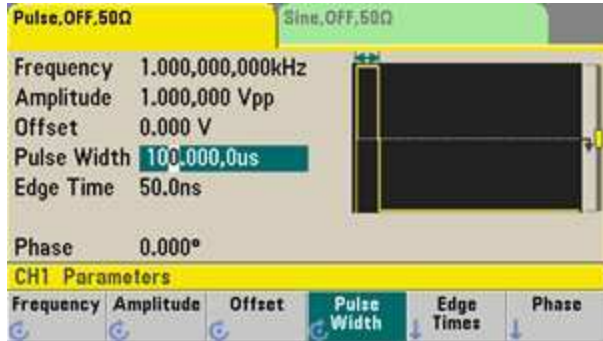 Pulse,OFF,50Ω Sine,OFF,50Ω
Frequency 1.000,000,000kHz
Amplitude 1.000,000 Vpp
Offset 0.000 V
Pulse Width 100.000,0us
Edge Time 50.0ns
Phase 0.000°
CH1 Parameters
Frequency Amplitude Offset Pulse Width Edge Times Phase